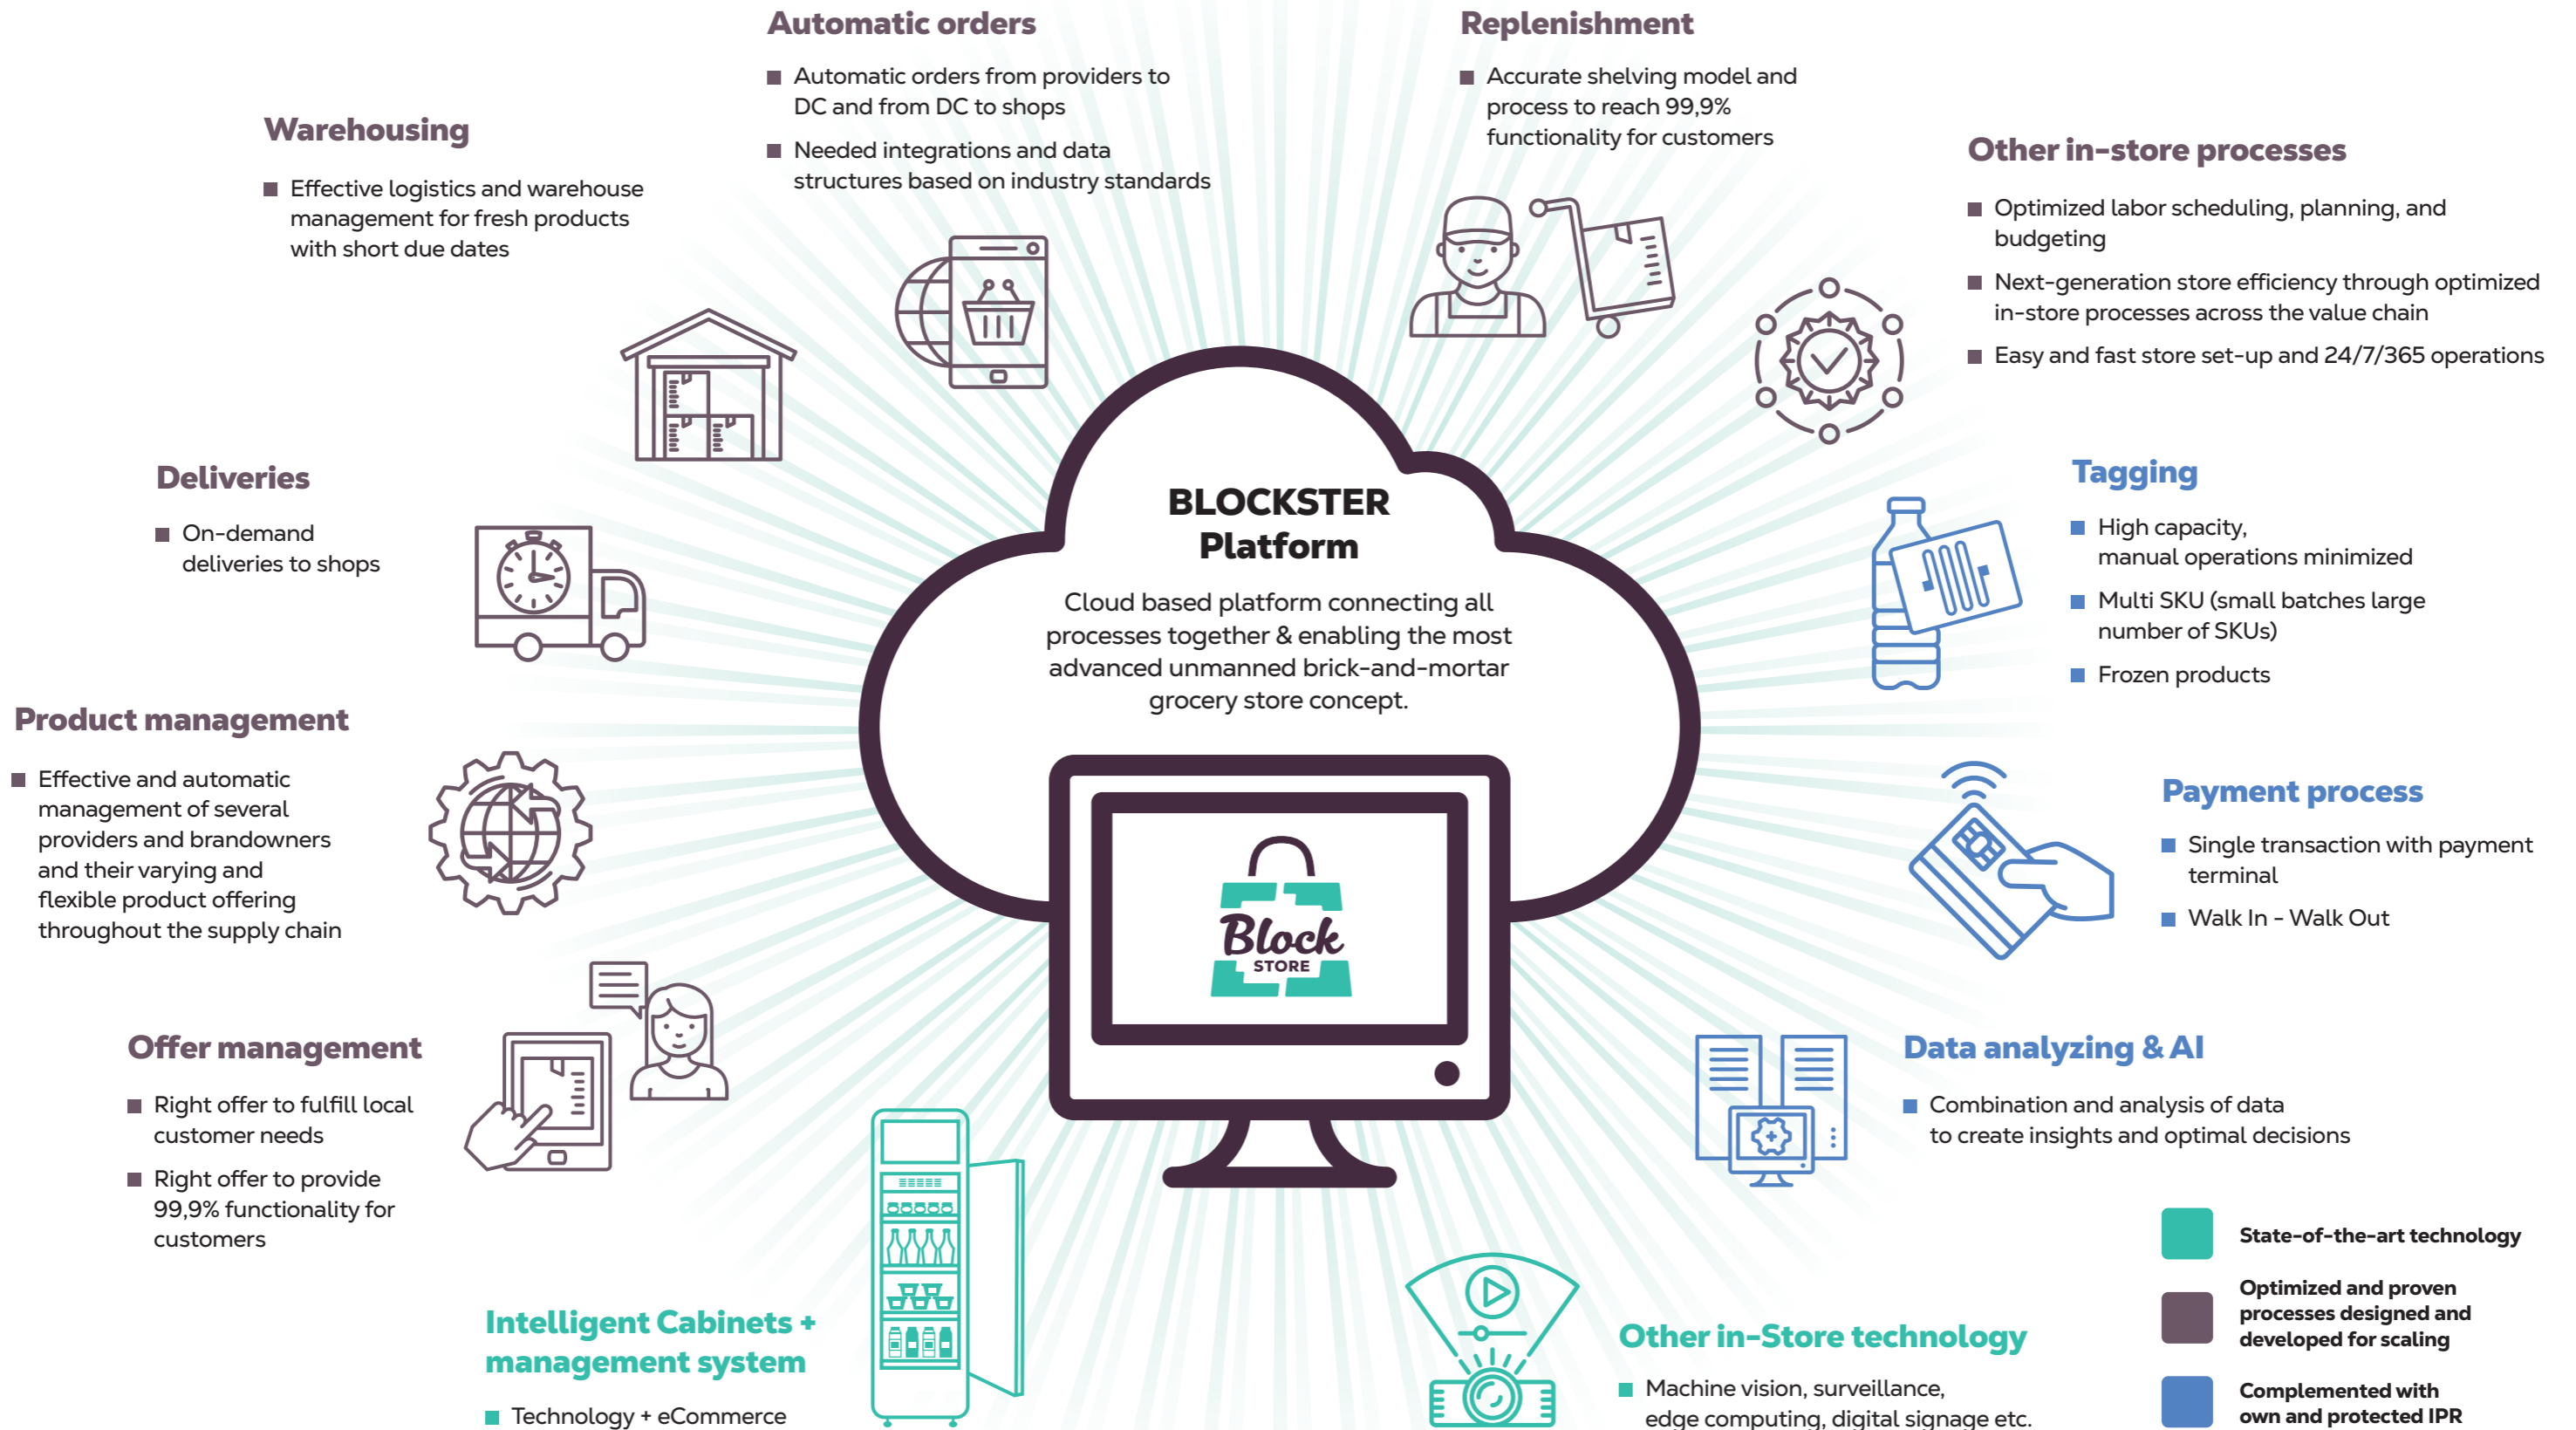 Automatic orders
Automatic orders from providers to
DC and from DC to shops
Needed integrations and data
structures based on industry standards
Replenishment
Accurate shelving model and
process to reach 99,9%
functionality for customers
Warehousing
Effective logistics and warehouse
management for fresh products
with short due dates
Other in-store processes
Optimized labor scheduling, planning, and
budgeting
Next-generation store efficiency through optimized
in-store processes across the value chain
Easy and fast store set-up and 24/7/365 operations
Deliveries
On-demand
deliveries to shops
BLOCKSTER
Platform
Cloud based platform connecting all
processes together & enabling the most
advanced unmanned brick-and-mortar
grocery store concept.
Block
STORE
Tagging
High capacity,
manual operations minimized
Multi SKU (small batches large
number of SKUs)
Frozen products
Product management
Effective and automatic
management of several
providers and brandowners
and their varying and
flexible product offering
throughout the supply chain
Payment process
Single transaction with payment
terminal
Walk In - Walk Out
Offer management
Right offer to fulfill local
customer needs
Right offer to provide
99,9% functionality for
customers
Data analyzing & AI
Combination and analysis of data
to create insights and optimal decisions
Intelligent Cabinets +
management system
Technology + eCommerce
Other in-Store technology
Machine vision, surveillance,
edge computing, digital signage etc.
State-of-the-art technology
Optimized and proven
processes designed and
developed for scaling
Complemented with
own and protected IPR